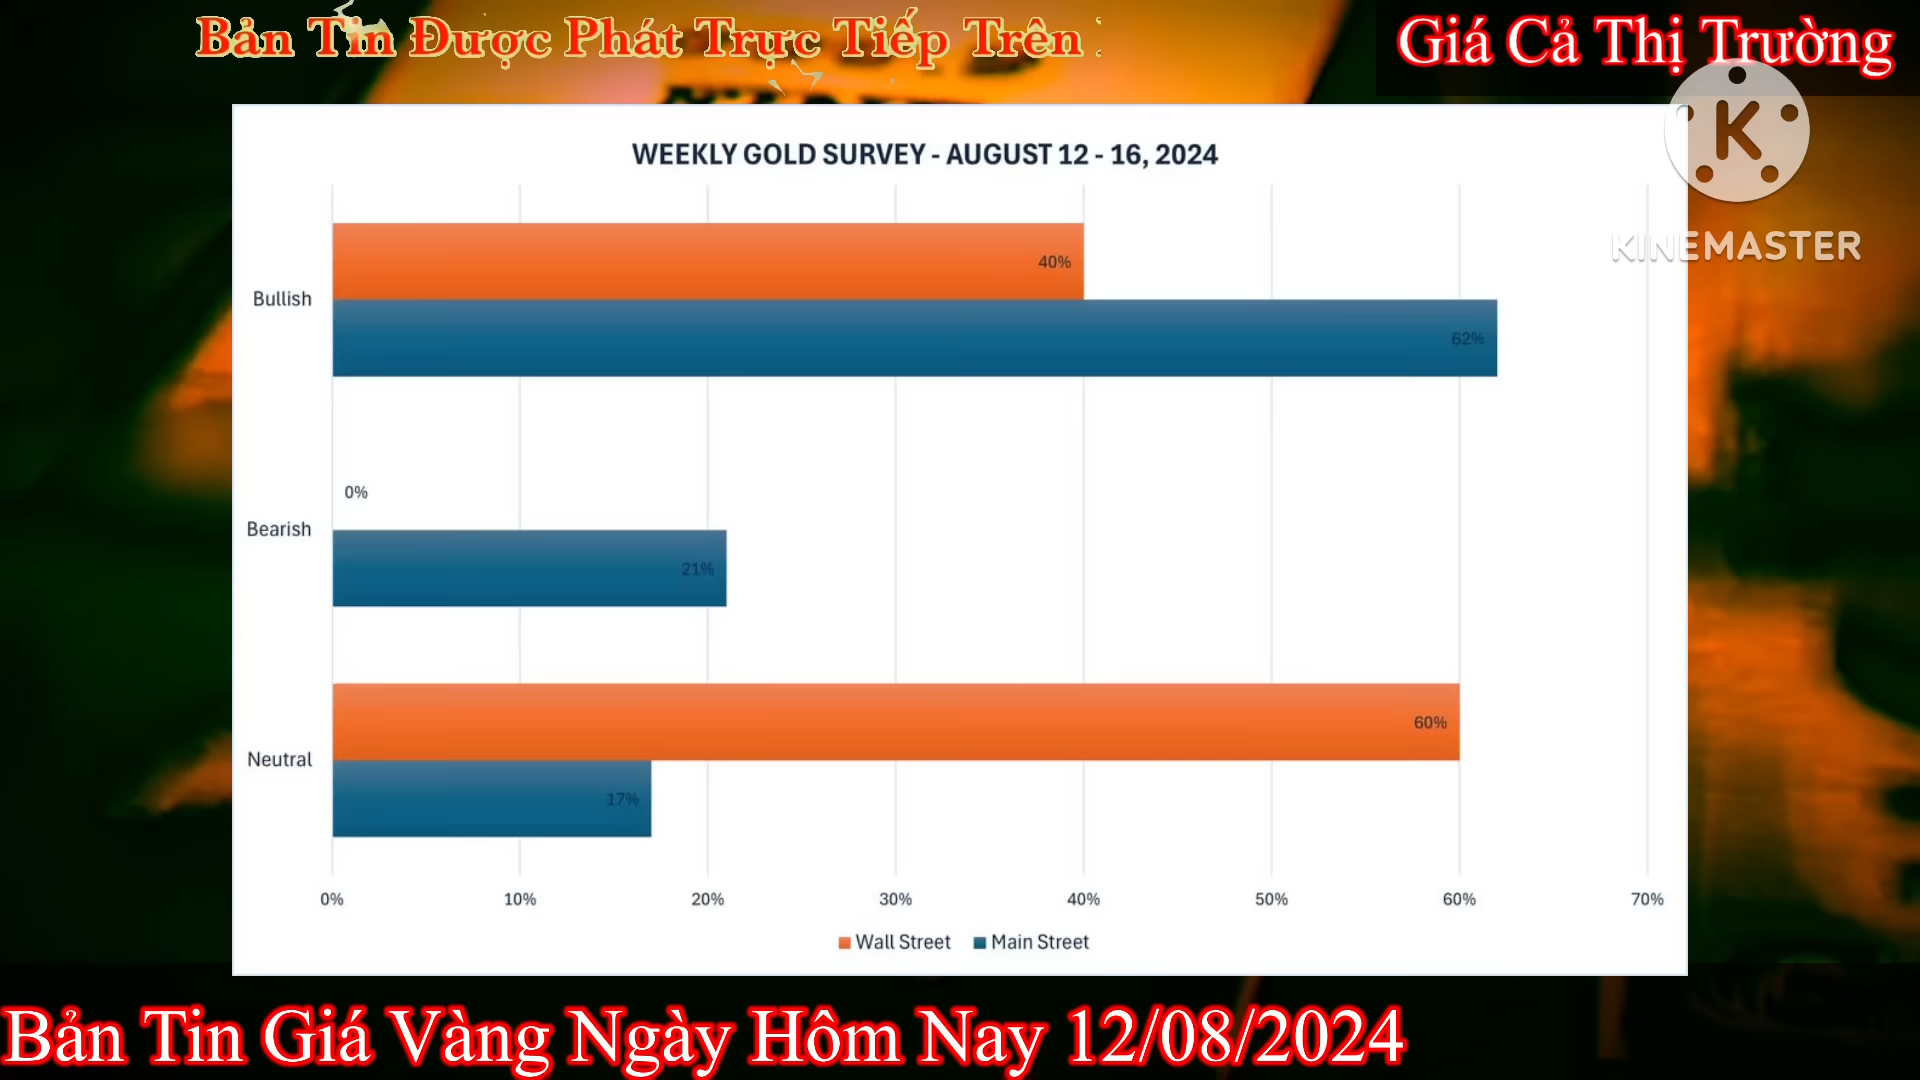 Bản Tin Được Phát Trực Tiếp Trên
Giá Cả Thị Trường
K
KINEMASTER
WEEKLY GOLD SURVEY - AUGUST 12 - 16, 2024
40%
Bullish
62%
0%
Bearish
21%
60%
Neutral
17%
0% 10% 20% 30% 40% 50% 60% 70%
Wall Street Main Street
Bản Tin Giá Vàng Ngày Hôm Nay 12/08/2024